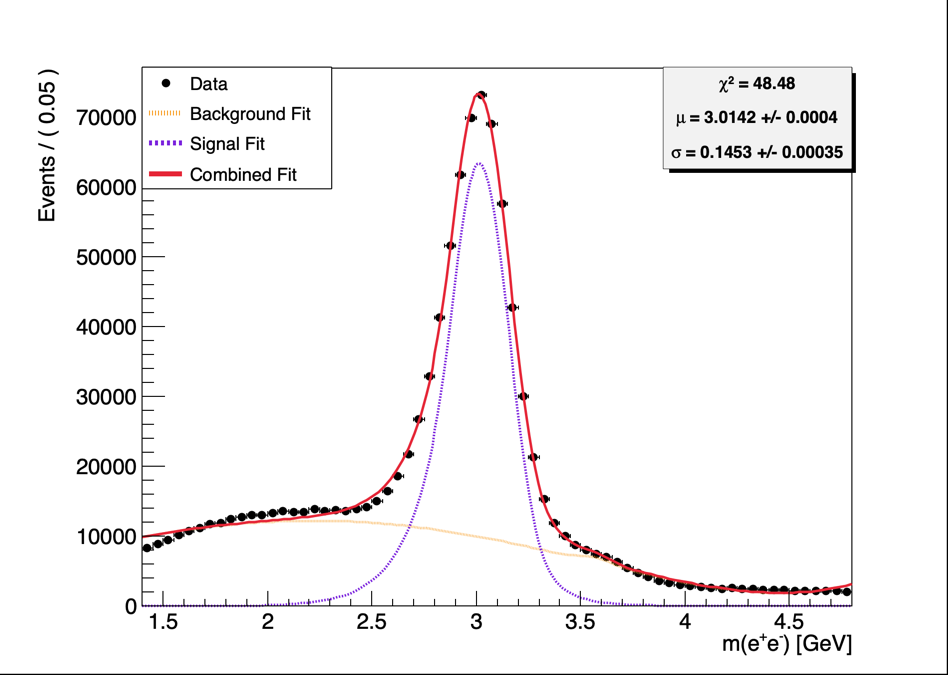 Events / ( 0.05 )
70000
60000
50000
40000
30000
20000
10000
0
Data
Background Fit
Signal Fit
Combined Fit
χ² = 48.48
μ = 3.0142 +/- 0.0004
σ = 0.1453 +/- 0.00035
1.5 2 2.5 3 3.5 4 4.5
m(e⁺e⁻) [GeV]